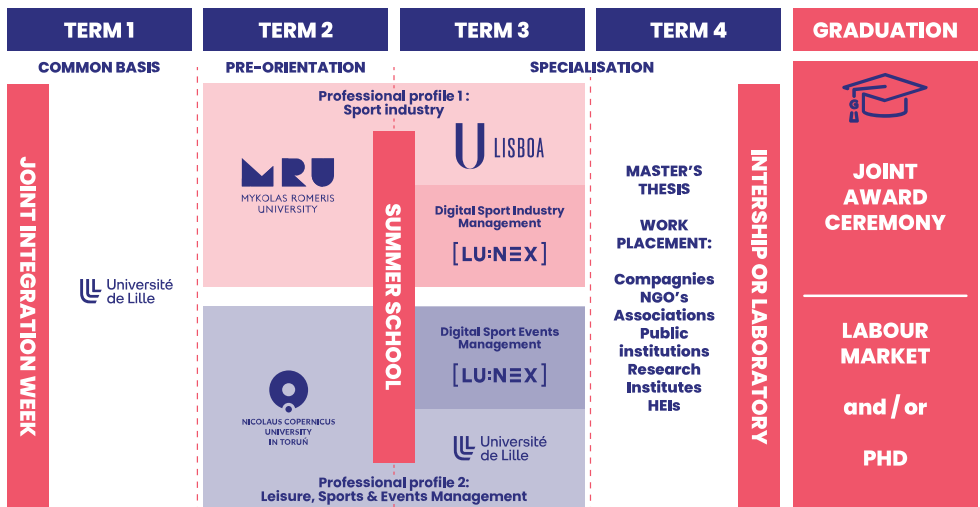 TERM 1
TERM 2
TERM 3
TERM 4
GRADUATION
COMMON BASIS
PRE-ORIENTATION
SPECIALISATION
JOINT INTEGRATION WEEK
Université
de Lille
Professional profile 1 :
Sport industry
MRU
MYKOLAS ROMERIS
UNIVERSITY
SUMMER SCHOOL
U LISBOA
Digital Sport Industry
Management
[LU:NEX]
NICOLAUS COPERNICUS
UNIVERSITY
IN TORUŃ
Digital Sport Events
Management
[LU:NEX]
Université
de Lille
Professional profile 2:
Leisure, Sports & Events Management
MASTER'S
THESIS
WORK
PLACEMENT:
Compagnies
NGO's
Associations
Public
institutions
Research
Institutes
HEIs
INTERSHIP OR LABORATORY
JOINT
AWARD
CEREMONY
LABOUR
MARKET
and / or
PHD